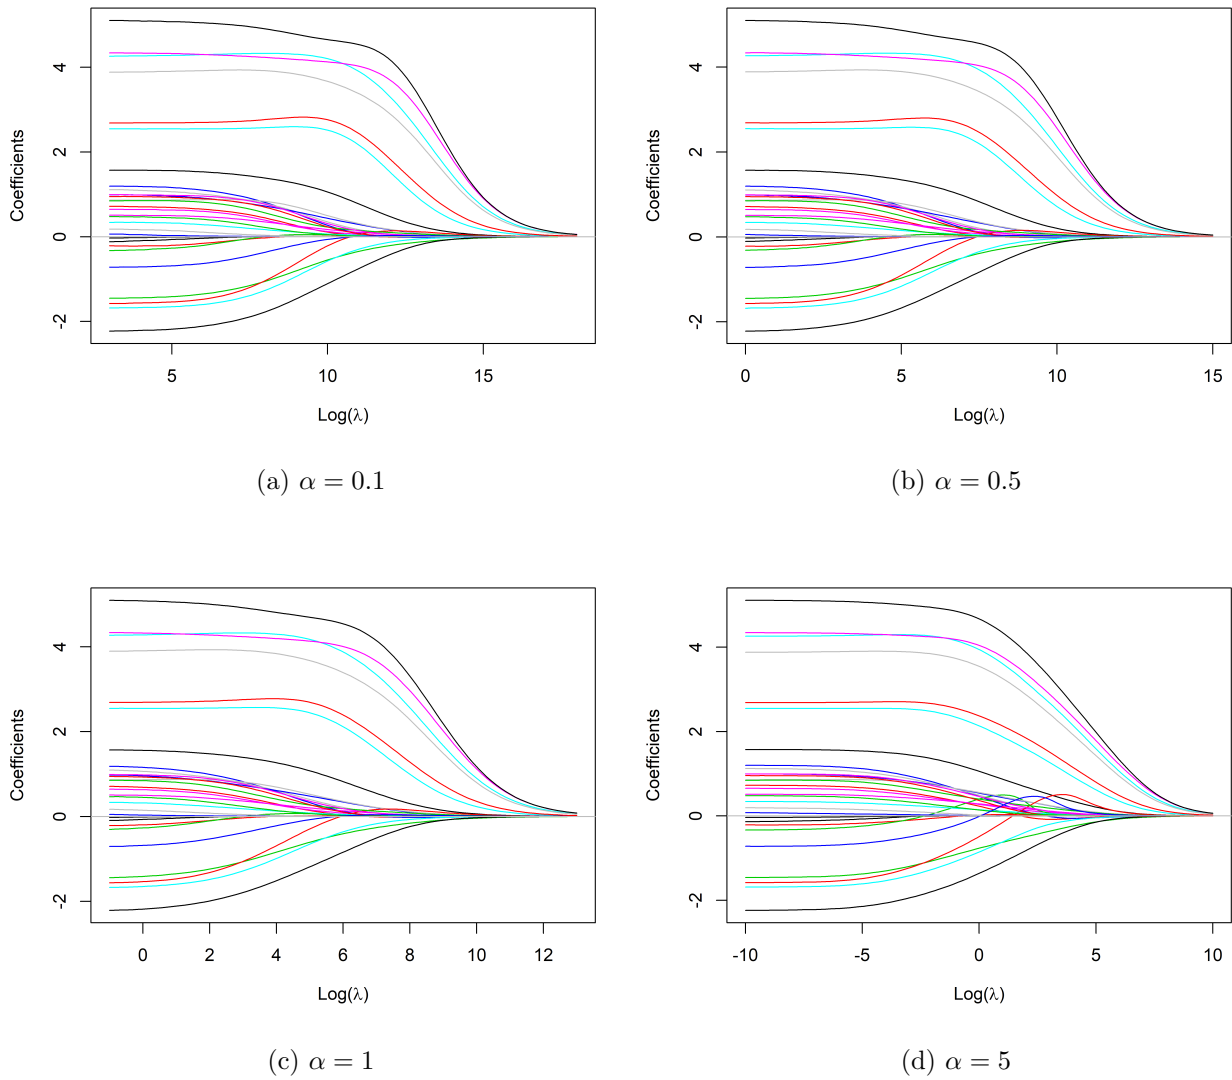 4
2
0
-2
Coefficients
5 10 15
Log(λ)
(a) α = 0.1
4
2
0
-2
Coefficients
0 5 10 15
Log(λ)
(b) α = 0.5
4
2
0
-2
Coefficients
0 2 4 6 8 10 12
Log(λ)
(c) α = 1
4
2
0
-2
Coefficients
-10 -5 0 5 10
Log(λ)
(d) α = 5